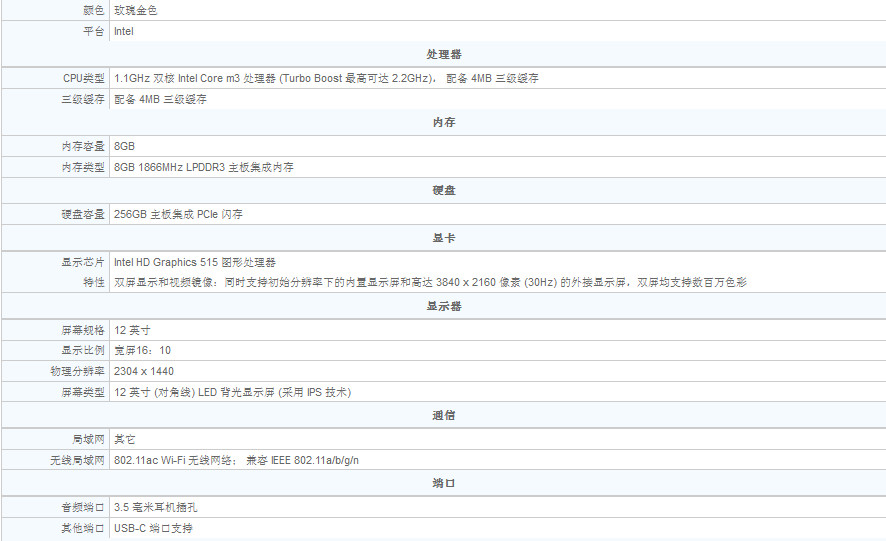 颜色 玫瑰金色
平台 Intel
处理器
CPU类型 1.1GHz 双核 Intel Core m3 处理器 (Turbo Boost 最高可达 2.2GHz)， 配备 4MB 三级缓存
三级缓存 配备 4MB 三级缓存
内存
内存容量 8GB
内存类型 8GB 1866MHz LPDDR3 主板集成内存
硬盘
硬盘容量 256GB 主板集成 PCIe 闪存
显卡
显示芯片 Intel HD Graphics 515 图形处理器
特性 双屏显示和视频镜像：同时支持初始分辨率下的内置显示屏和高达 3840 x 2160 像素 (30Hz) 的外接显示屏，双屏均支持数百万色彩
显示器
屏幕规格 12 英寸
显示比例 宽屏16：10
物理分辨率 2304 x 1440
屏幕类型 12 英寸 (对角线) LED 背光显示屏 (采用 IPS 技术)
通信
局域网 其它
无线局域网 802.11ac Wi-Fi 无线网络； 兼容 IEEE 802.11a/b/g/n
端口
音频端口 3.5 毫米耳机插孔
其他端口 USB-C 端口支持